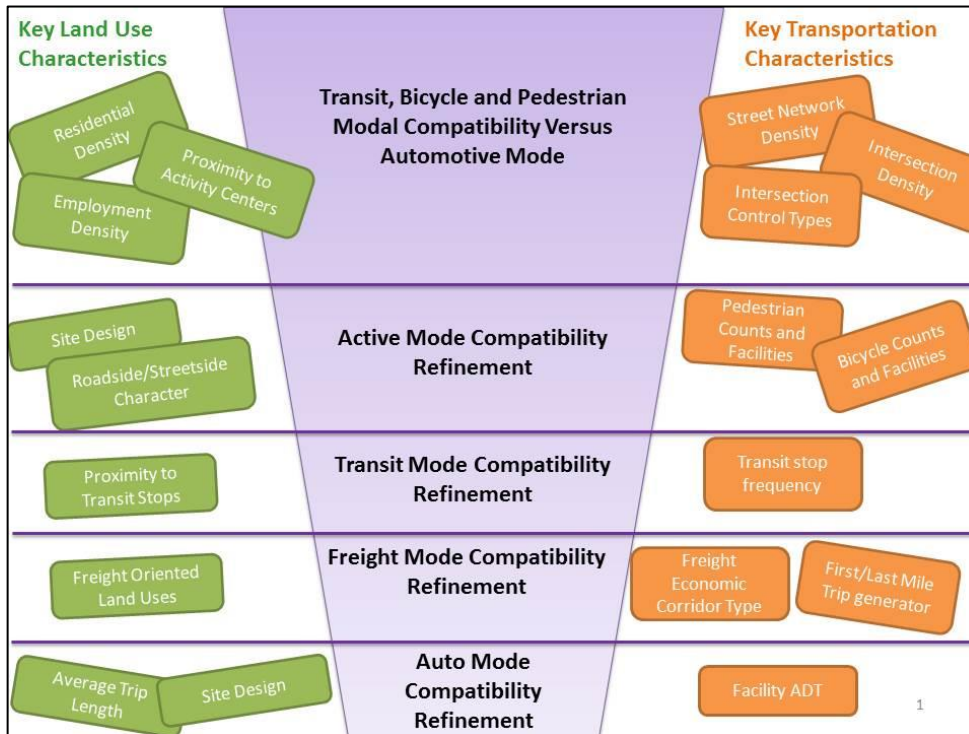 Key Land Use
Characteristics
Key Transportation
Characteristics
Residential
Density
Proximity to
Activity Centers
Employment
Density
Transit, Bicycle and Pedestrian
Modal Compatibility Versus
Automotive Mode
Street Network
Density
Intersection
Density
Intersection
Control Types
Site Design
Roadside/Streetside
Character
Active Mode Compatibility
Refinement
Pedestrian
Counts and
Facilities
Bicycle Counts
and Facilities
Proximity to
Transit Stops
Transit Mode Compatibility
Refinement
Transit stop
frequency
Freight Oriented
Land Uses
Freight Mode Compatibility
Refinement
Freight
Economic
Corridor Type
First/Last Mile
Trip generator
Average Trip
Length
Site Design
Auto Mode
Compatibility
Refinement
Facility ADT
1